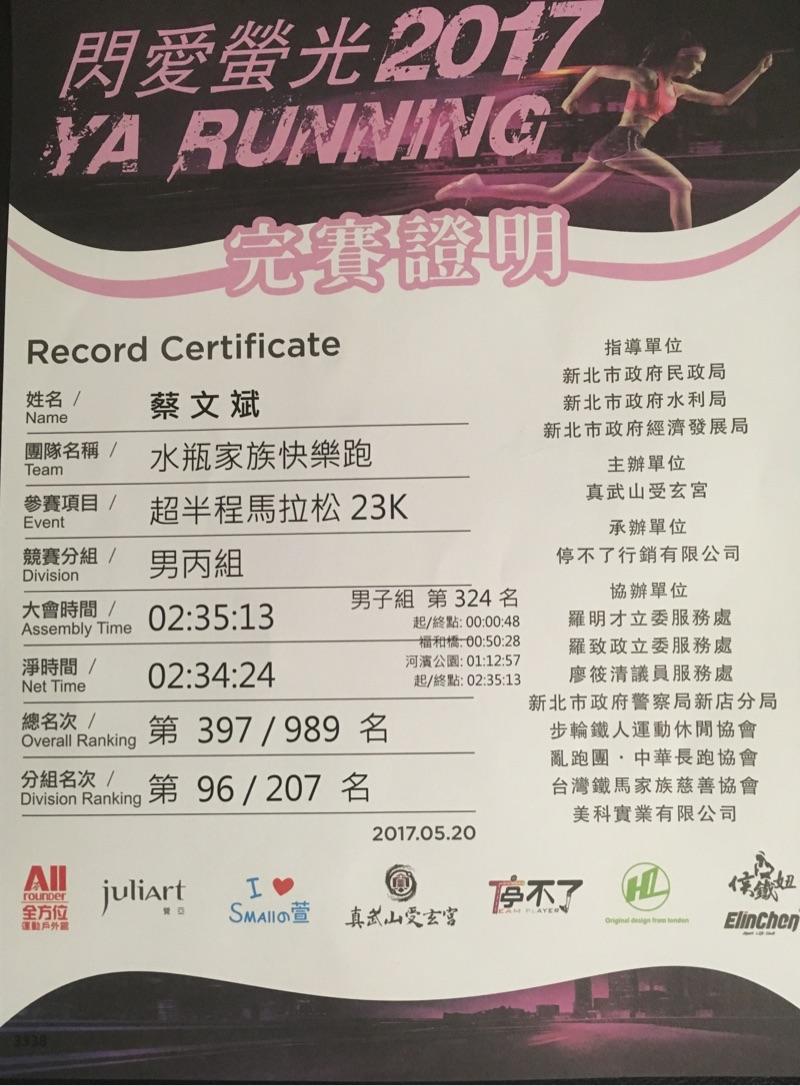 閃愛螢光2017
YA RUNNING
完賽證明
Record Certificate
姓名 /
Name
蔡文斌
團隊名稱 /
Team
水瓶家族快樂跑
參賽項目 /
Event
超半程馬拉松 23K
競賽分組 /
Division
男丙組
大會時間 /
Assembly Time
02:35:13
男子組 第 324 名
起/終點: 00:00:48
福和橋: 00:50:28
河濱公園: 01:12:57
起/終點: 02:35:13
淨時間 /
Net Time
02:34:24
總名次 /
Overall Ranking
第 397 / 989 名
分組名次 /
Division Ranking
第 96 / 207 名
2017.05.20
指導單位
新北市政府民政局
新北市政府水利局
新北市政府經濟發展局
主辦單位
真武山受玄宮
承辦單位
停不了行銷有限公司
協辦單位
羅明才立委服務處
羅致政立委服務處
廖筱清議員服務處
新北市政府警察局新店分局
步輪鐵人運動休閒協會
亂跑團・中華長跑協會
台灣鐵馬家族慈善協會
美科實業有限公司
All
rounder
全方位
運動戶外館
juliArt
覺亞
I ❤
SMAllの萱
真武山受玄宮
停不了
TEAM PLAYER
HL
Original design from london
侯鐵妞
ElinChen
3338